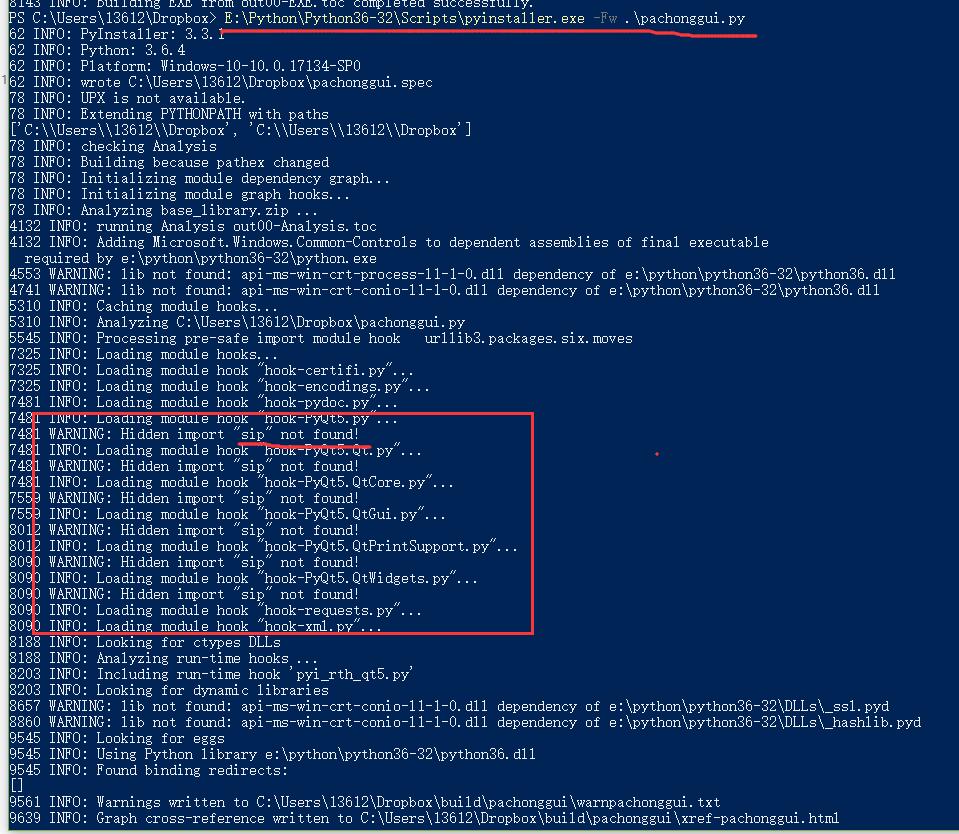 8143 INFO: Building EXE from out00-EXE.toc completed successfully.
PS C:\Users\13612\Dropbox> E:\Python\Python36-32\Scripts\pyinstaller.exe -Fw .\pachonggui.py
62 INFO: PyInstaller: 3.3.1
62 INFO: Python: 3.6.4
62 INFO: Platform: Windows-10-10.0.17134-SP0
62 INFO: wrote C:\Users\13612\Dropbox\pachonggui.spec
78 INFO: UPX is not available.
78 INFO: Extending PYTHONPATH with paths
['C:\\Users\\13612\\Dropbox', 'C:\\Users\\13612\\Dropbox']
78 INFO: checking Analysis
78 INFO: Building because pathex changed
78 INFO: Initializing module dependency graph...
78 INFO: Initializing module graph hooks...
78 INFO: Analyzing base_library.zip ...
4132 INFO: running Analysis out00-Analysis.toc
4132 INFO: Adding Microsoft.Windows.Common-Controls to dependent assemblies of final executable
required by e:\python\python36-32\python.exe
4553 WARNING: lib not found: api-ms-win-crt-process-l1-1-0.dll dependency of e:\python\python36-32\python36.dll
4741 WARNING: lib not found: api-ms-win-crt-conio-l1-1-0.dll dependency of e:\python\python36-32\python36.dll
5310 INFO: Caching module hooks...
5310 INFO: Analyzing C:\Users\13612\Dropbox\pachonggui.py
5545 INFO: Processing pre-safe import module hook urllib3.packages.six.moves
7325 INFO: Loading module hooks...
7325 INFO: Loading module hook "hook-certifi.py"...
7325 INFO: Loading module hook "hook-encodings.py"...
7481 INFO: Loading module hook "hook-pydoc.py"...
7481 INFO: Loading module hook "hook-PyQt5.py"...
7481 WARNING: Hidden import "sip" not found!
7481 INFO: Loading module hook "hook-PyQt5.Qt.py"...
7481 WARNING: Hidden import "sip" not found!
7481 INFO: Loading module hook "hook-PyQt5.QtCore.py"...
7559 WARNING: Hidden import "sip" not found!
7559 INFO: Loading module hook "hook-PyQt5.QtGui.py"...
8012 WARNING: Hidden import "sip" not found!
8012 INFO: Loading module hook "hook-PyQt5.QtPrintSupport.py"...
8090 WARNING: Hidden import "sip" not found!
8090 INFO: Loading module hook "hook-PyQt5.QtWidgets.py"...
8090 WARNING: Hidden import "sip" not found!
8090 INFO: Loading module hook "hook-requests.py"...
8090 INFO: Loading module hook "hook-xml.py"...
8188 INFO: Looking for ctypes DLLs
8188 INFO: Analyzing run-time hooks ...
8203 INFO: Including run-time hook 'pyi_rth_qt5.py'
8203 INFO: Looking for dynamic libraries
8657 WARNING: lib not found: api-ms-win-crt-conio-l1-1-0.dll dependency of e:\python\python36-32\DLLs\_ssl.pyd
8860 WARNING: lib not found: api-ms-win-crt-conio-l1-1-0.dll dependency of e:\python\python36-32\DLLs\_hashlib.pyd
9545 INFO: Looking for eggs
9545 INFO: Using Python library e:\python\python36-32\python36.dll
9545 INFO: Found binding redirects:
[]
9561 INFO: Warnings written to C:\Users\13612\Dropbox\build\pachonggui\warnpachonggui.txt
9639 INFO: Graph cross-reference written to C:\Users\13612\Dropbox\build\pachonggui\xref-pachonggui.html